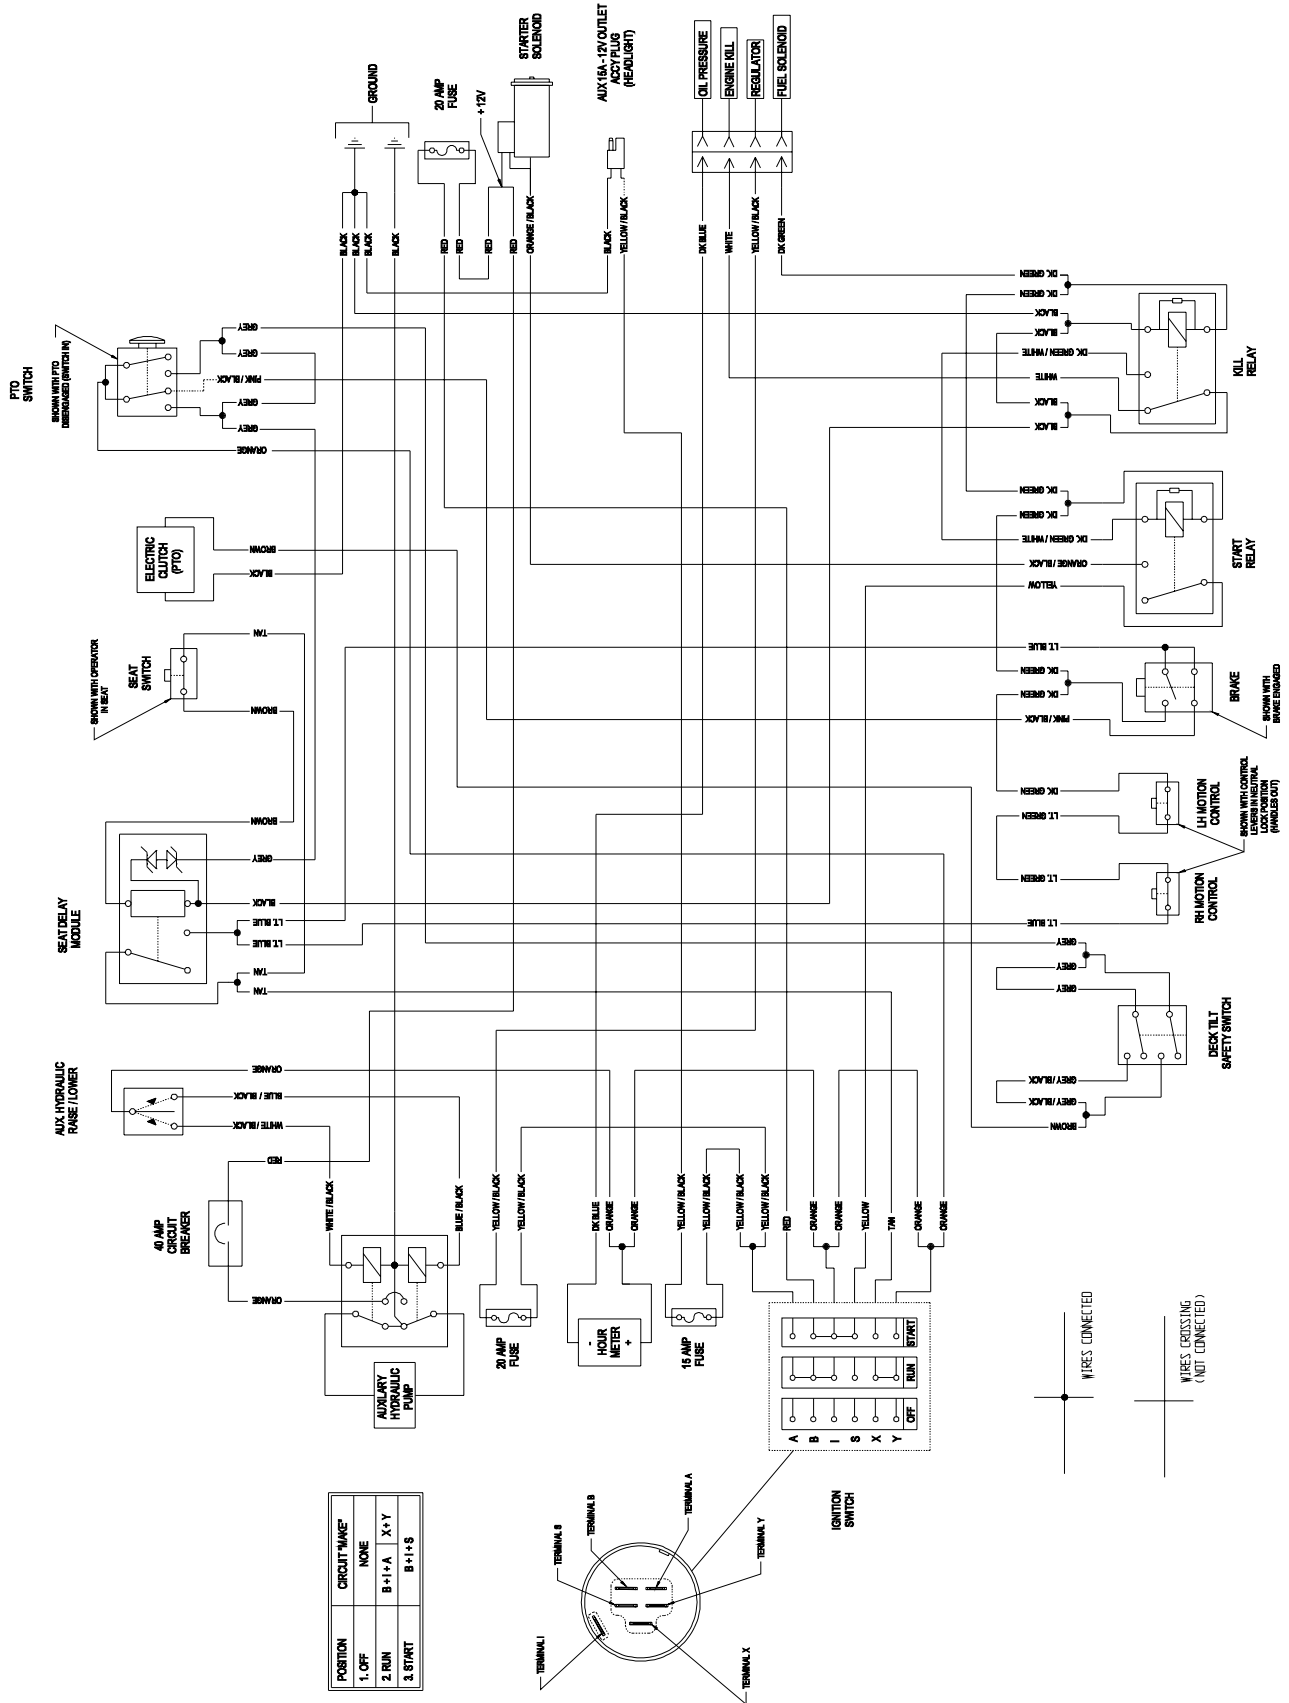 GROUND
20 AMP
FUSE
+ 12V
STARTER
SOLENOID
AUX 15A - 12V OUTLET
ACCY PLUG
(HEADLIGHT)
OIL PRESSURE
ENGINE KILL
REGULATOR
FUEL SOLENOID
BLACK
BLACK
BLACK
BLACK
RED
RED
RED
RED
ORANGE / BLACK
BLACK
YELLOW / BLACK
DK BLUE
WHITE
YELLOW / BLACK
DK GREEN
PTO
SWITCH
SHOWN WITH PTO
DISENGAGED (SWITCH IN)
GREY
GREY
PINK / BLACK
GREY
GREY
ORANGE
ELECTRIC
CLUTCH
(PTO)
BROWN
BLACK
SEAT
SWITCH
SHOWN WITH OPERATOR
IN SEAT
TAN
BROWN
SEAT DELAY
MODULE
BROWN
GREY
BLACK
LT. BLUE
LT. BLUE
TAN
TAN
AUX. HYDRAULIC
RAISE / LOWER
ORANGE
BLUE / BLACK
WHITE / BLACK
40 AMP
CIRCUIT
BREAKER
RED
ORANGE
DK. GREEN
DK. GREEN
BLACK
BLACK
DK. GREEN / WHITE
WHITE
BLACK
BLACK
KILL
RELAY
DK. GREEN
DK. GREEN
DK. GREEN / WHITE
ORANGE / BLACK
YELLOW
START
RELAY
LT. BLUE
DK. GREEN
DK. GREEN
PINK / BLACK
BRAKE
SHOWN WITH
BRAKE ENGAGED
DK. GREEN
LT. GREEN
LH MOTION
CONTROL
SHOWN WITH CONTROL
LEVERS IN NEUTRAL
LOCK POSITION
(HANDLES OUT)
LT. GREEN
LT. BLUE
RH MOTION
CONTROL
GREY
GREY
GREY
DECK TILT
SAFETY SWITCH
GREY / BLACK
GREY / BLACK
BROWN
WHITE / BLACK
BLUE / BLACK
YELLOW / BLACK
YELLOW / BLACK
DK BLUE
ORANGE
ORANGE
YELLOW / BLACK
YELLOW / BLACK
YELLOW / BLACK
YELLOW / BLACK
RED
ORANGE
ORANGE
YELLOW
TAN
ORANGE
ORANGE
AUXILARY
HYDRAULIC
PUMP
20 AMP
FUSE
-
HOUR
METER
+
15 AMP
FUSE
START
RUN
OFF
A
B
I
S
X
Y
IGNITION
SWITCH
TERMINAL I
TERMINAL S
TERMINAL B
TERMINAL A
TERMINAL Y
TERMINAL X
POSITION CIRCUIT "MAKE"
1. OFF NONE
2. RUN B + I + A X + Y
3. START B + I + S
WIRES CONNECTED
WIRES CROSSING
(NOT CONNECTED)